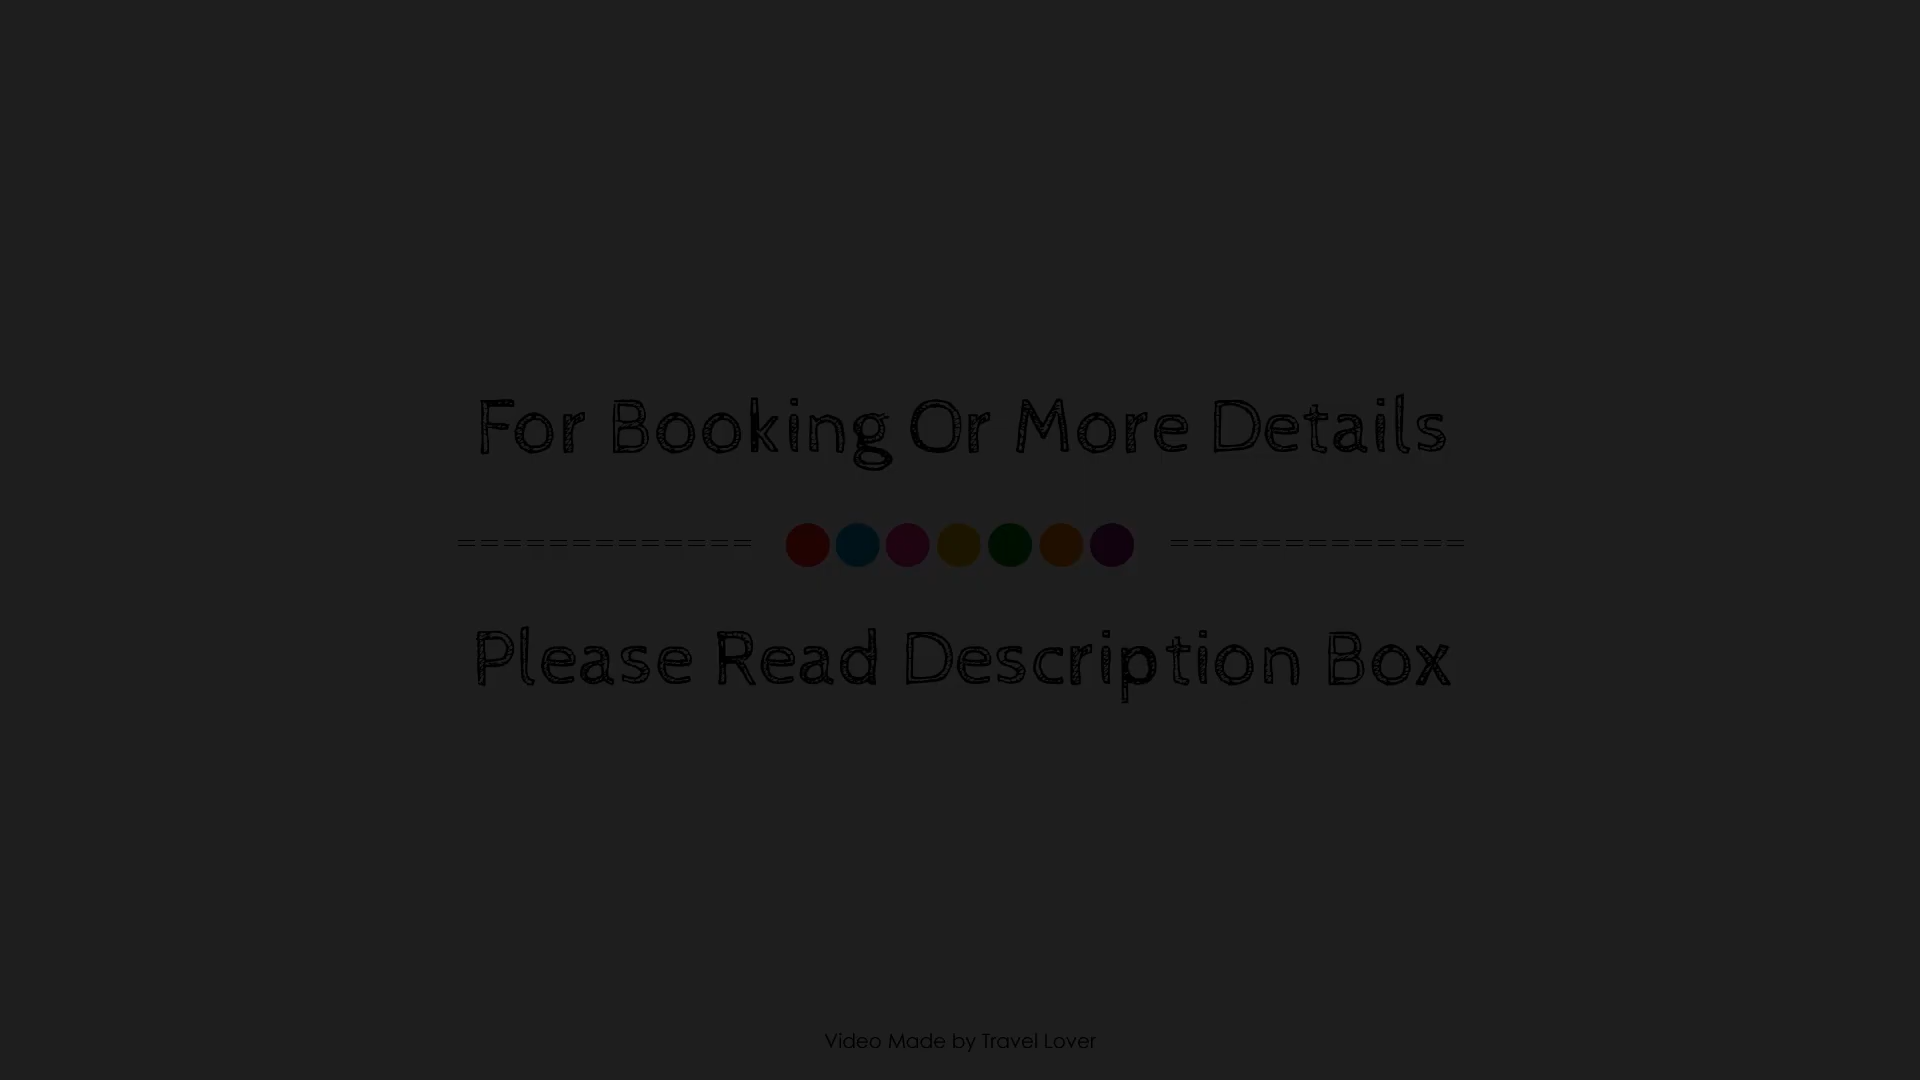 For Booking Or More Details
============= =============
Please Read Description Box
Video Made by Travel Lover